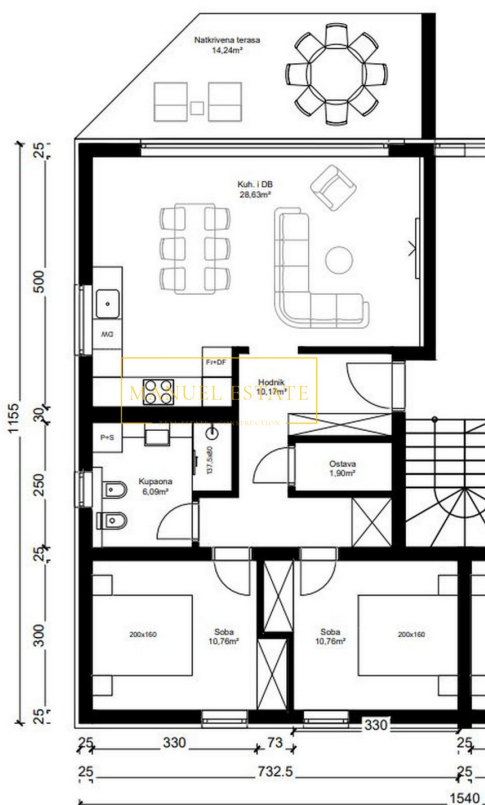 Natkrivena terasa
14,24m²
Kuh. i DB
28,63m²
DW
Fr+DF
Hodnik
10,17m²
MANUEL ESTATE
P+S
137,5x80
Kupaona
6,09m²
Ostava
1,90m²
200x160
Soba
10,76m²
Soba
10,76m²
200x160
25
500
30
250
25
300
25
1155
330
25
330
73
25
25
732.5
25
1540